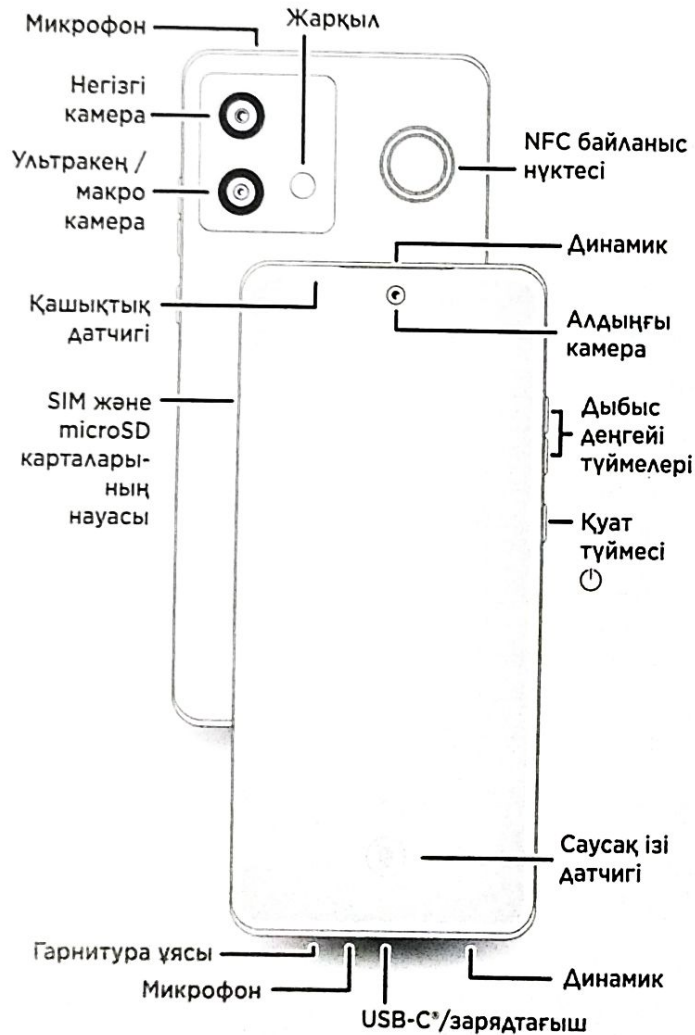 Микрофон
Жарқыл
Негізгі
камера
Ультракең /
макро
камера
NFC байланыс
нүктесі
Динамик
Қашықтық
датчигі
Алдыңғы
камера
SIM және
microSD
карталары-
ның
науасы
Дыбыс
деңгейі
түймелері
Қуат
түймесі
Саусақ ізі
датчигі
Гарнитура ұясы
Микрофон
USB-C®/зарядтағыш
Динамик